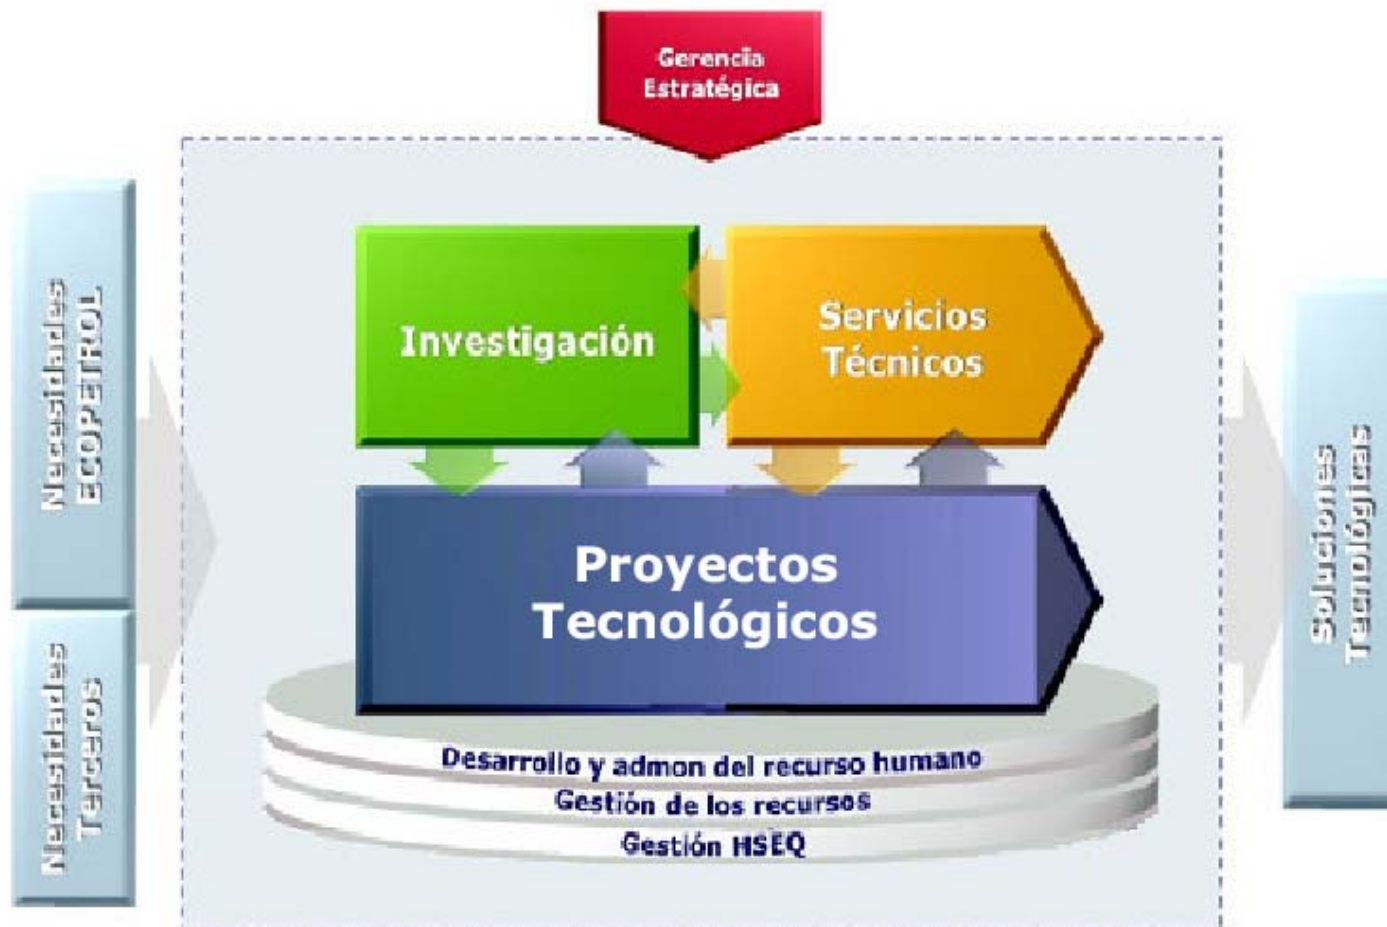 Gerencia
Estratégica
Necesidades
ECOPETROL
Necesidades
Terceros
Investigación
Servicios
Técnicos
Proyectos
Tecnológicos
Desarrollo y admon del recurso humano
Gestión de los recursos
Gestión HSEQ
Soluciones
Tecnológicas